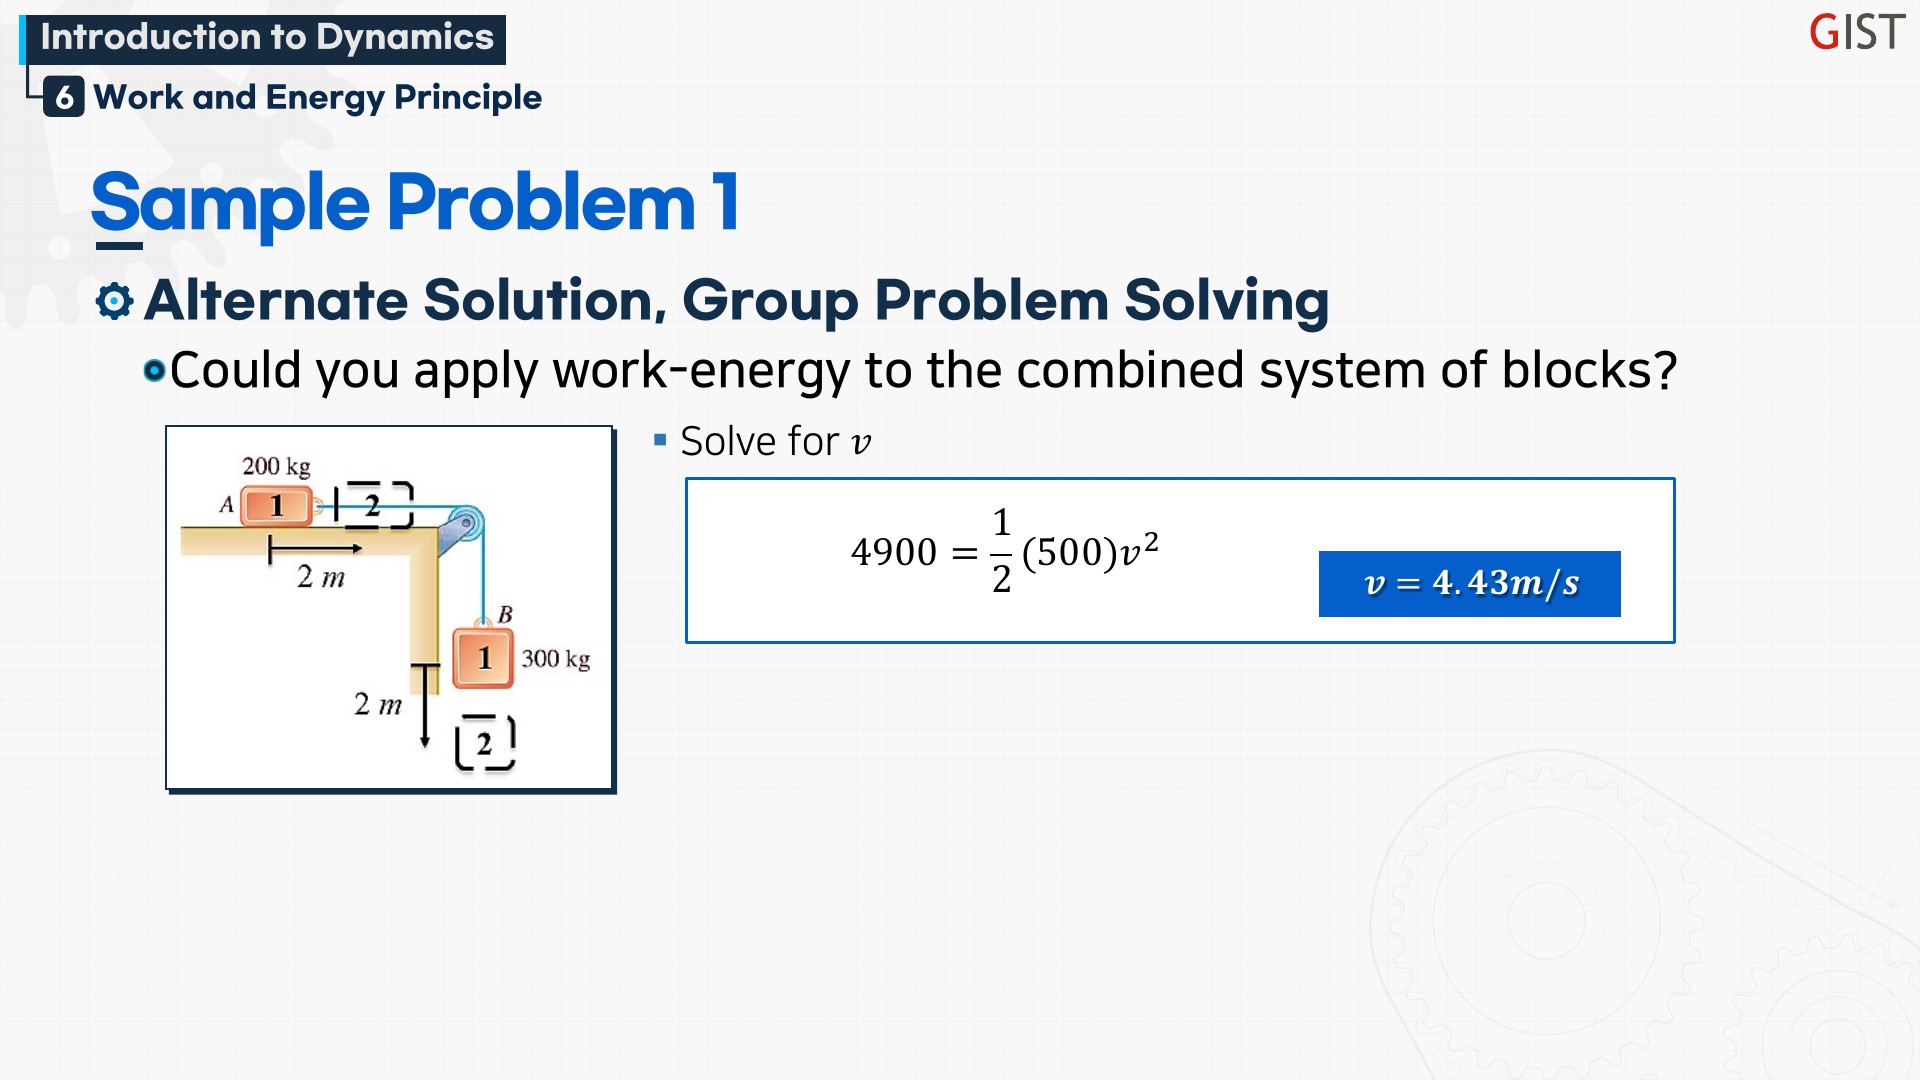 Introduction to Dynamics
GIST
6 Work and Energy Principle
Sample Problem 1
Alternate Solution, Group Problem Solving
Could you apply work-energy to the combined system of blocks?
Solve for v
4900 = 1/2 (500)v²
v = 4.43m/s
200 kg
A 1 2
2 m
B
1 300 kg
2 m
2